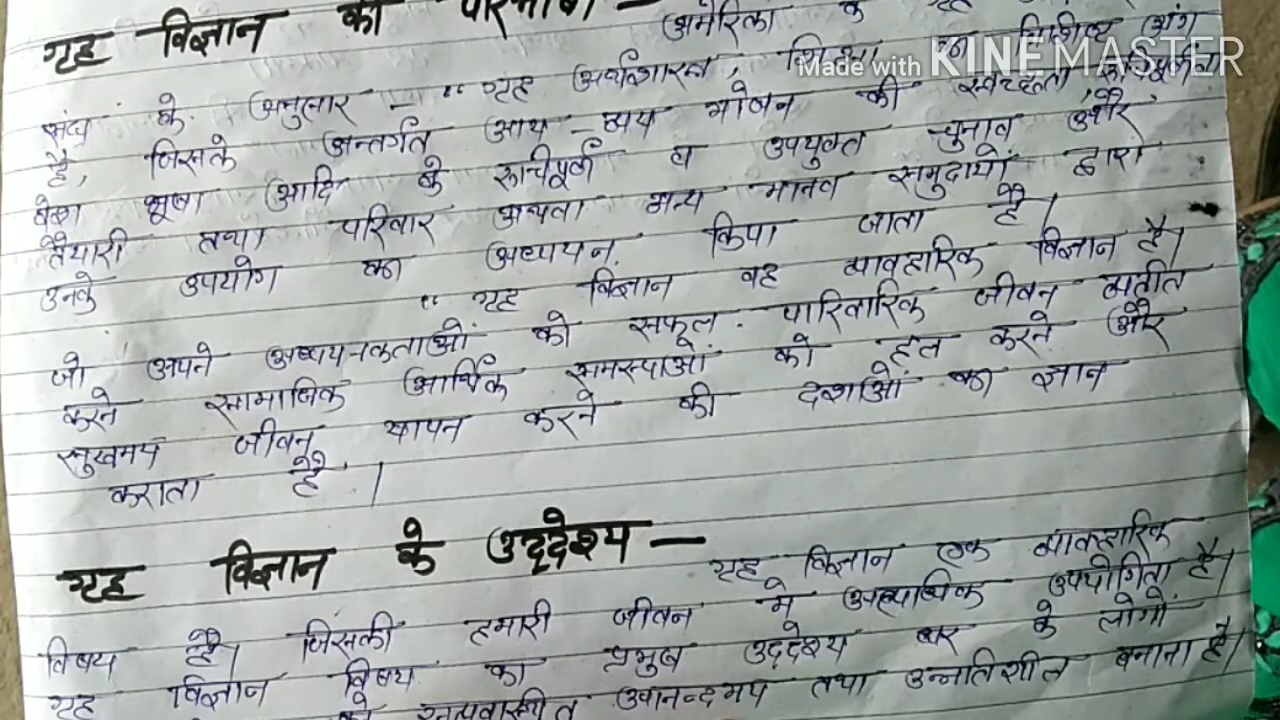 गृह विज्ञान की परिभाषा —
अमेरिका के गृह
Made with KINEMASTER
संघ के अनुसार - " गृह अर्थशास्त्र, शिक्षा का विशिष्ट अंग
है, जिसके अन्तर्गत आय - व्यय भोजन की स्वच्छता
वेश भूषा आदि के रूचीपूर्ण व उपयुक्त चुनाव और
तैयारी तथा परिवार अथवा अन्य मानव समुदायों द्वारा
उनके उपयोग का अध्ययन किया जाता है।
" गृह विज्ञान वह व्यावहारिक विज्ञान है।
जो अपने अध्ययनकताओं को सफल पारिवारिक जीवन व्यतीत
करने सामाजिक आर्थिक समस्याओं को हल करने और
सुखमय जीवन यापन करने की दशाओं का ज्ञान
कराता है।
गृह विज्ञान के उद्देश्य —
गृह विज्ञान एक व्यावहारिक
विषय है। जिसकी हमारी जीवन मे अत्याधिक उपयोगिता है।
गृह विज्ञान विषय का प्रमुख उद्देश्य घर के लोगों
को आनन्दमय तथा उन्नतिशील बनाना है।